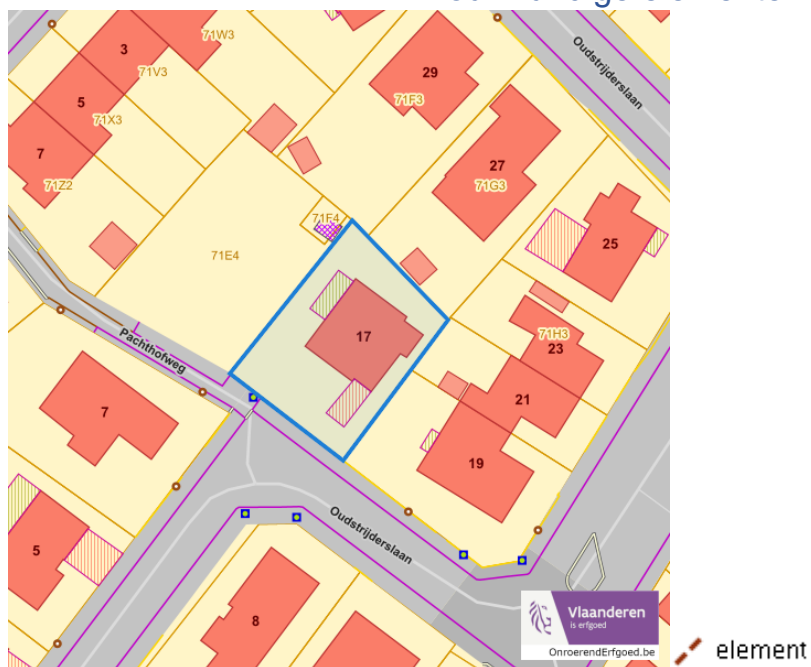 71W3
3
71V3
5
71X3
7
71Z2
29
71F3
Oudstrijderslaan
27
71G3
71F4
25
71E4
17
71H3
23
Pachthofweg
21
7
19
Oudstrijderslaan
5
8
Vlaanderen
is erfgoed
OnroerendErfgoed.be
element